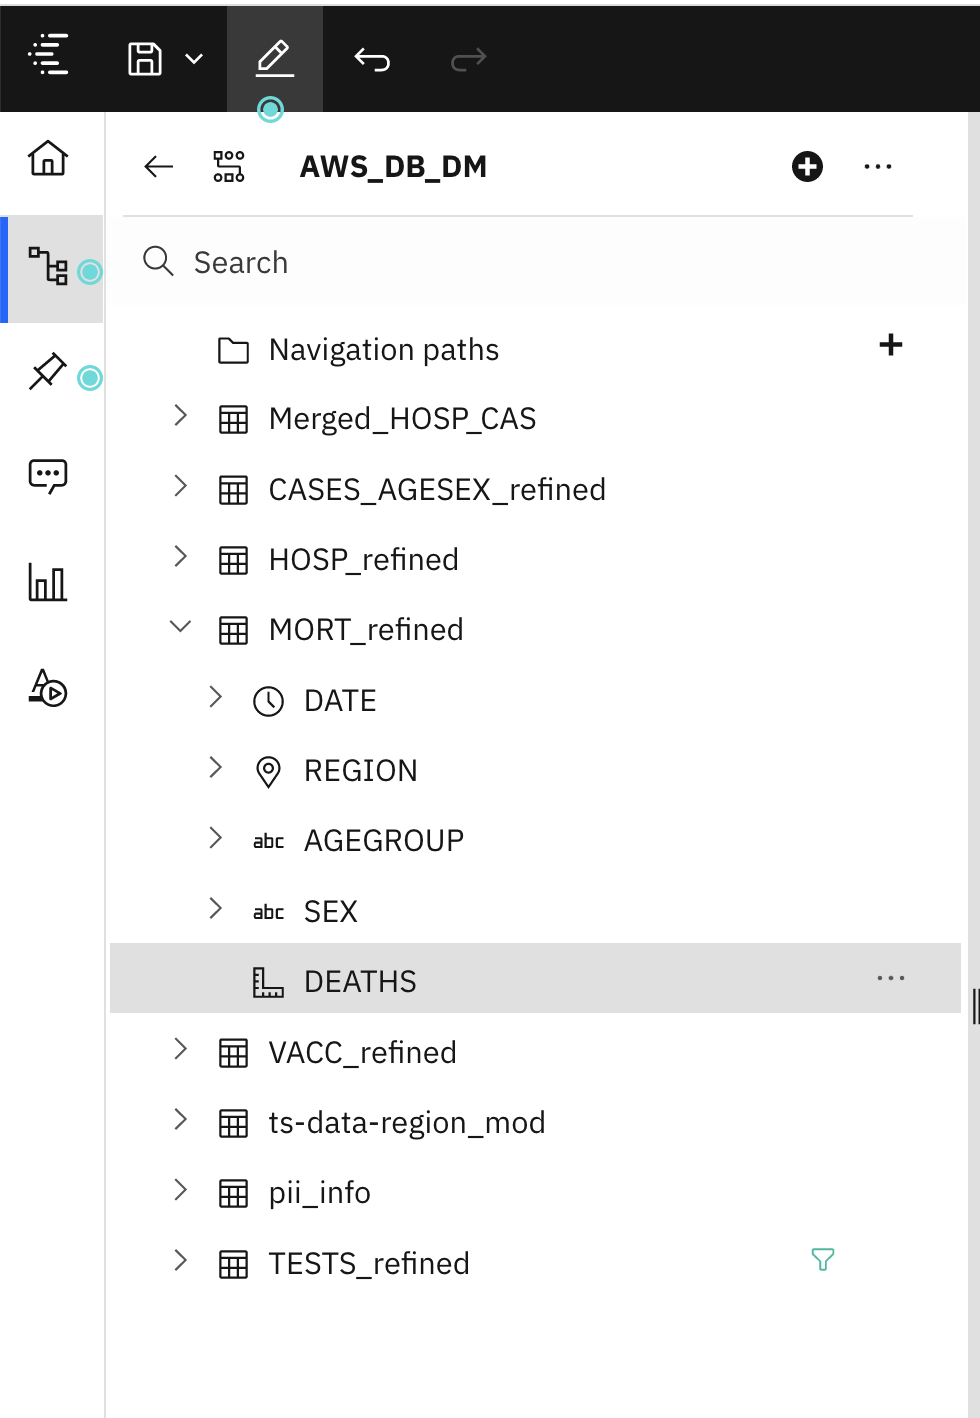 AWS_DB_DM
Search
Navigation paths
Merged_HOSP_CAS
CASES_AGESEX_refined
HOSP_refined
MORT_refined
DATE
REGION
abc AGEGROUP
abc SEX
DEATHS
VACC_refined
ts-data-region_mod
pii_info
TESTS_refined